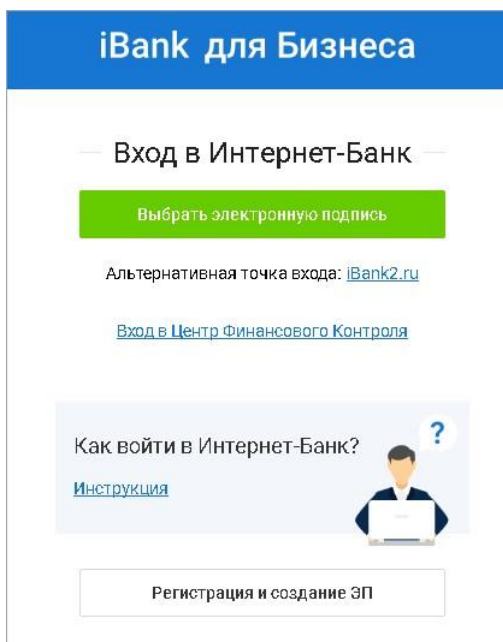 iBank для Бизнеса
Вход в Интернет-Банк
Выбрать электронную подпись
Альтернативная точка входа: iBank2.ru
Вход в Центр Финансового Контроля
?
Как войти в Интернет-Банк?
Инструкция
Регистрация и создание ЭП